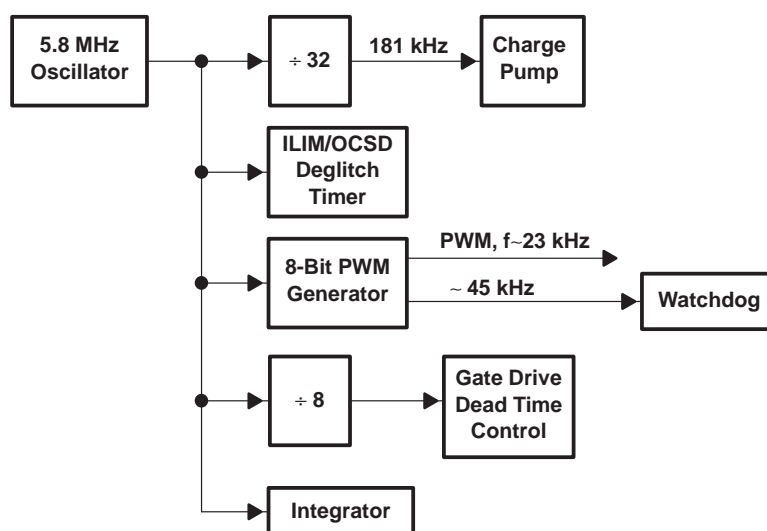 5.8 MHz
Oscillator
÷ 32
181 kHz
Charge
Pump
ILIM/OCSD
Deglitch
Timer
8-Bit PWM
Generator
PWM, f~23 kHz
~ 45 kHz
Watchdog
÷ 8
Gate Drive
Dead Time
Control
Integrator